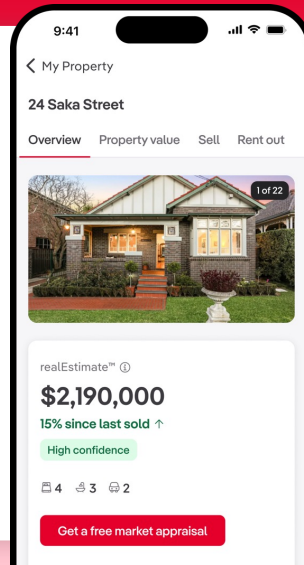 9:41
My Property
24 Saka Street
Overview Property value Sell Rent out
1 of 22
realEstimate™
$2,190,000
15% since last sold ↑
High confidence
4 3 2
Get a free market appraisal